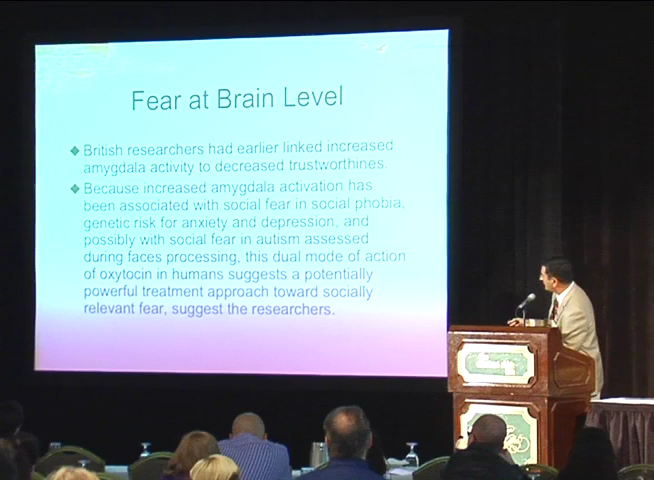 Fear at Brain Level
❖ British researchers had earlier linked increased
amygdala activity to decreased trustworthines.
❖ Because increased amygdala activation has
been associated with social fear in social phobia,
genetic risk for anxiety and depression, and
possibly with social fear in autism assessed
during faces processing, this dual mode of action
of oxytocin in humans suggests a potentially
powerful treatment approach toward socially
relevant fear, suggest the researchers.